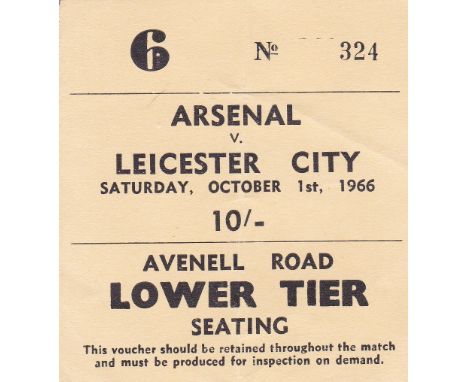 6 Nº 324
ARSENAL
v.
LEICESTER CITY
SATURDAY, OCTOBER 1st, 1966
10/-
AVENELL ROAD
LOWER TIER
SEATING
This voucher should be retained throughout the match
and must be produced for inspection on demand.